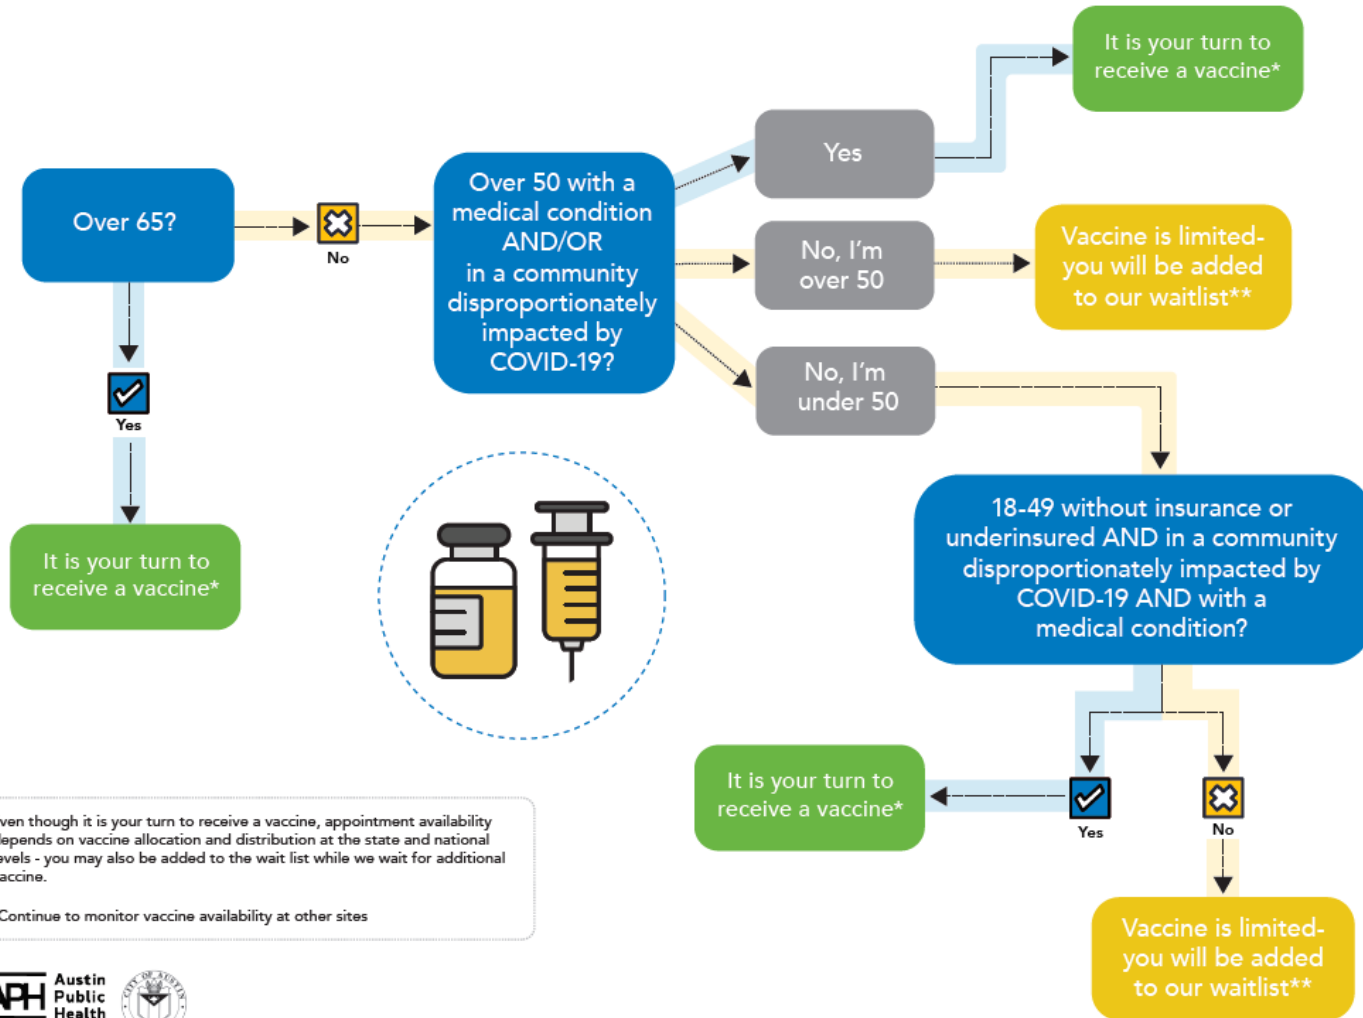 Over 65?
No
Yes
It is your turn to
receive a vaccine*
Over 50 with a
medical condition
AND/OR
in a community
disproportionately
impacted by
COVID-19?
Yes
It is your turn to
receive a vaccine*
No, I'm
over 50
Vaccine is limited-
you will be added
to our waitlist**
No, I'm
under 50
18-49 without insurance or
underinsured AND in a community
disproportionately impacted by
COVID-19 AND with a
medical condition?
Yes
It is your turn to
receive a vaccine*
No
Vaccine is limited-
you will be added
to our waitlist**
ven though it is your turn to receive a vaccine, appointment availability
epends on vaccine allocation and distribution at the state and national
evels - you may also be added to the wait list while we wait for additional
accine.
Continue to monitor vaccine availability at other sites
APH
Austin
Public
Health
CITY OF AUSTIN